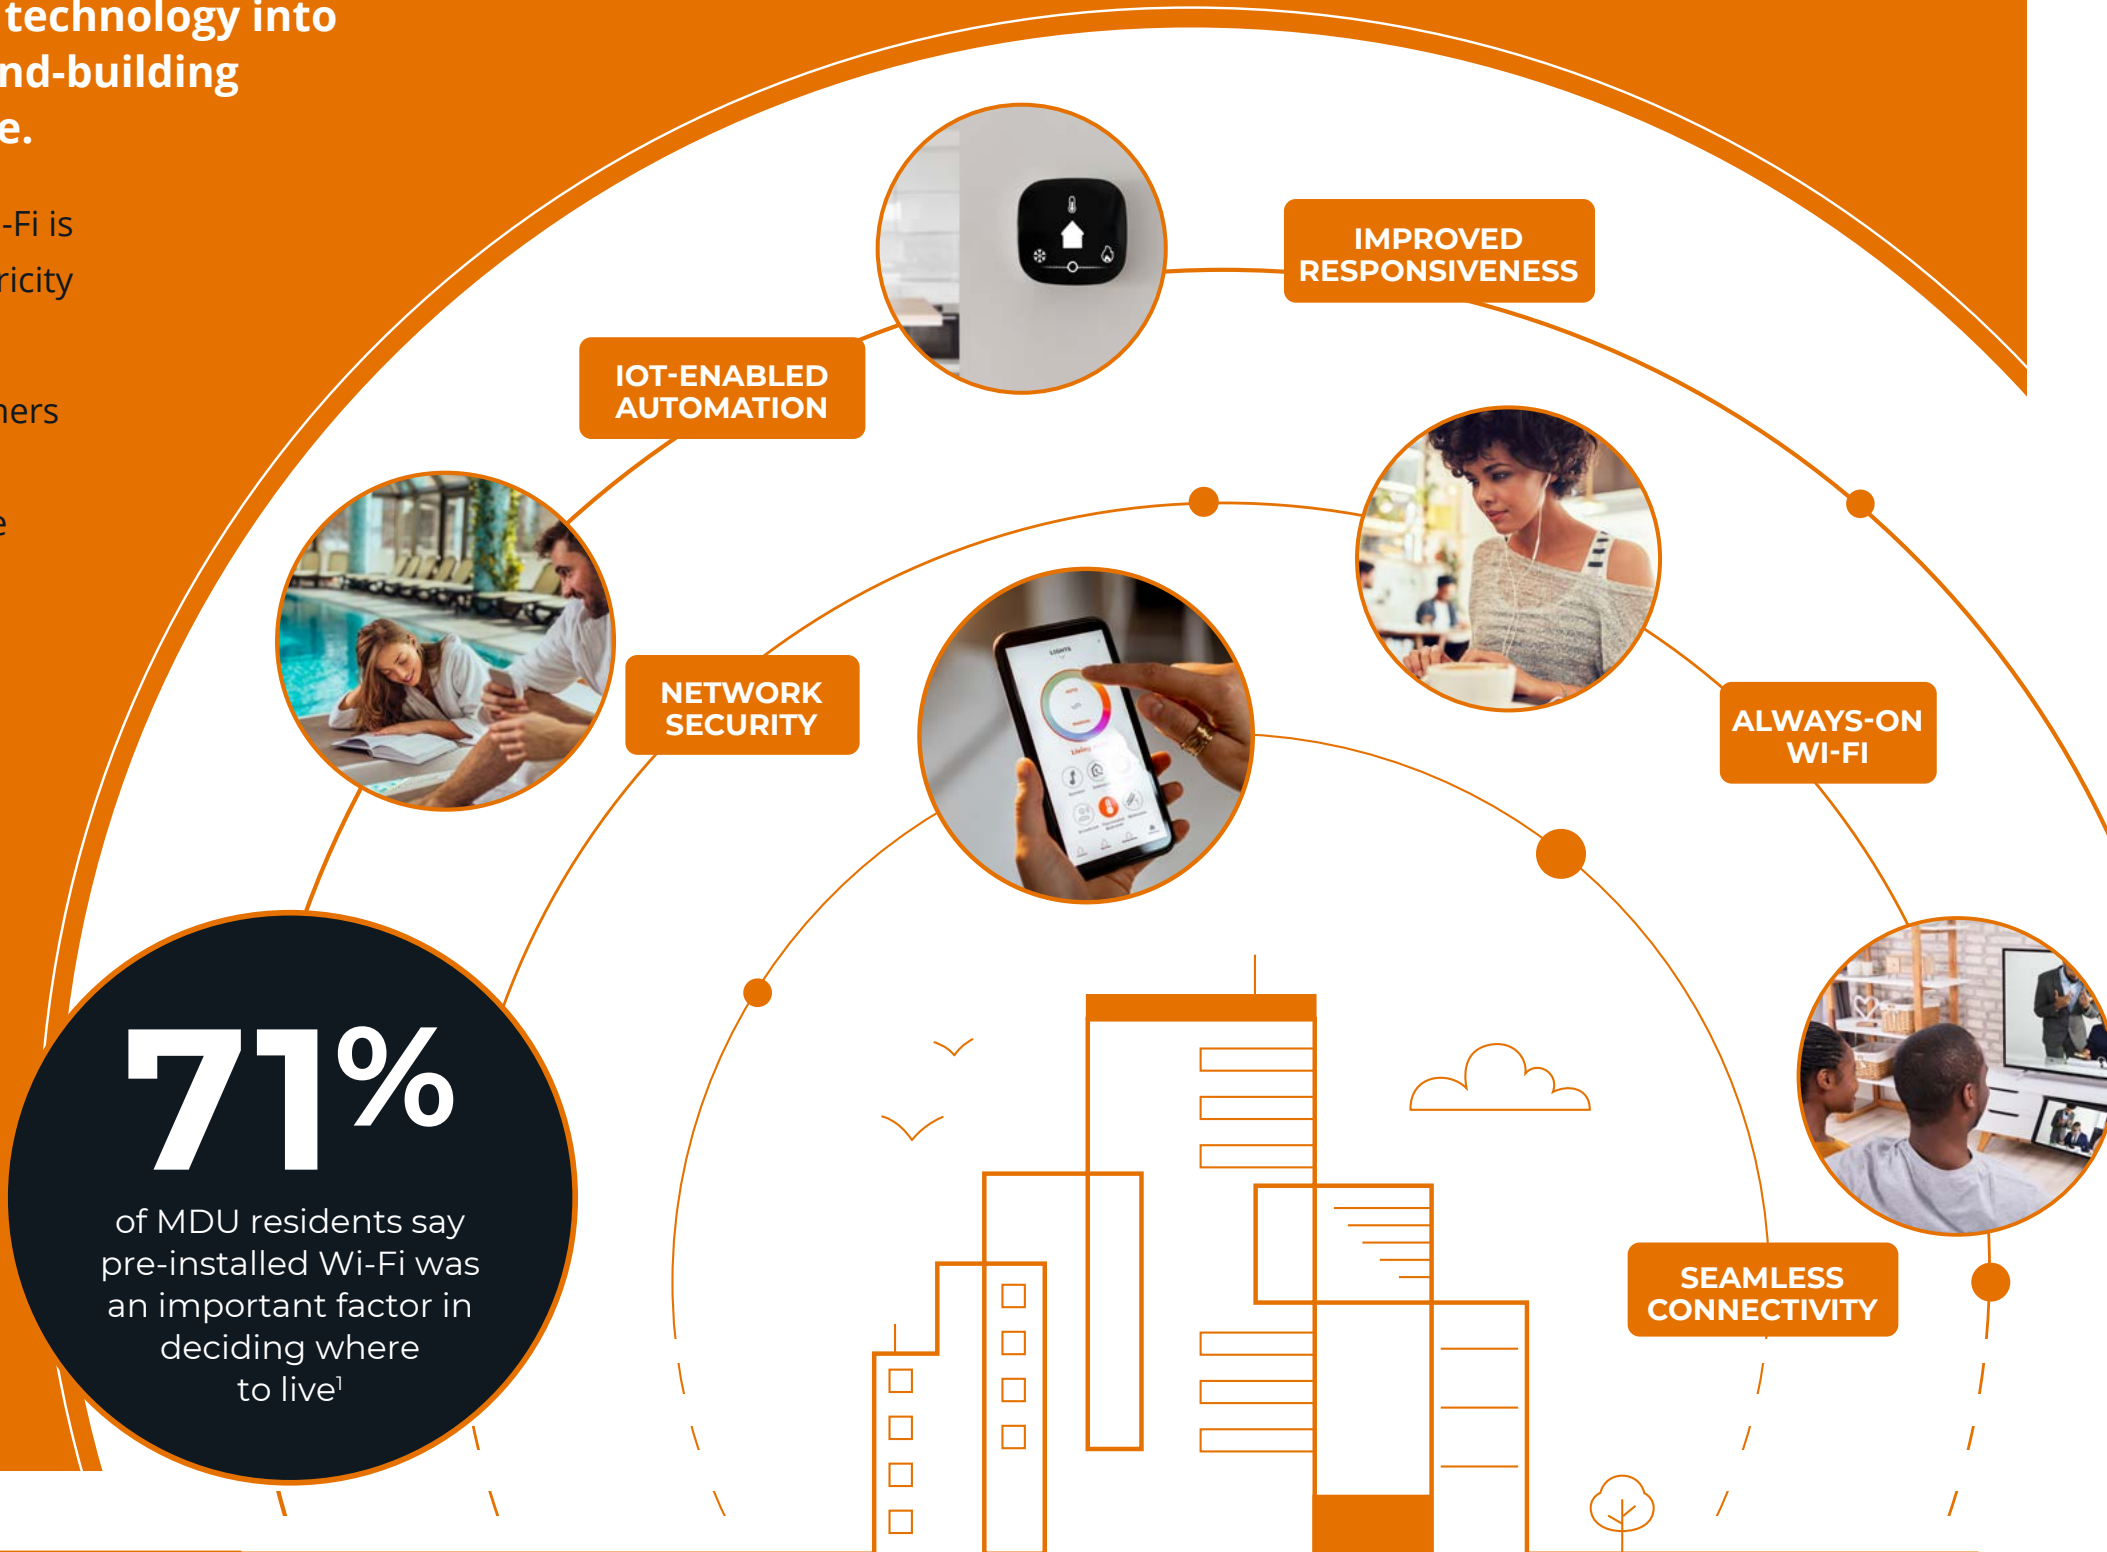 technology into
nd-building
e.
-Fi is
ricity
ners
e
IMPROVED
RESPONSIVENESS
IOT-ENABLED
AUTOMATION
NETWORK
SECURITY
LIGHTS
ALWAYS-ON
WI-FI
71%
of MDU residents say
pre-installed Wi-Fi was
an important factor in
deciding where
to live¹
SEAMLESS
CONNECTIVITY